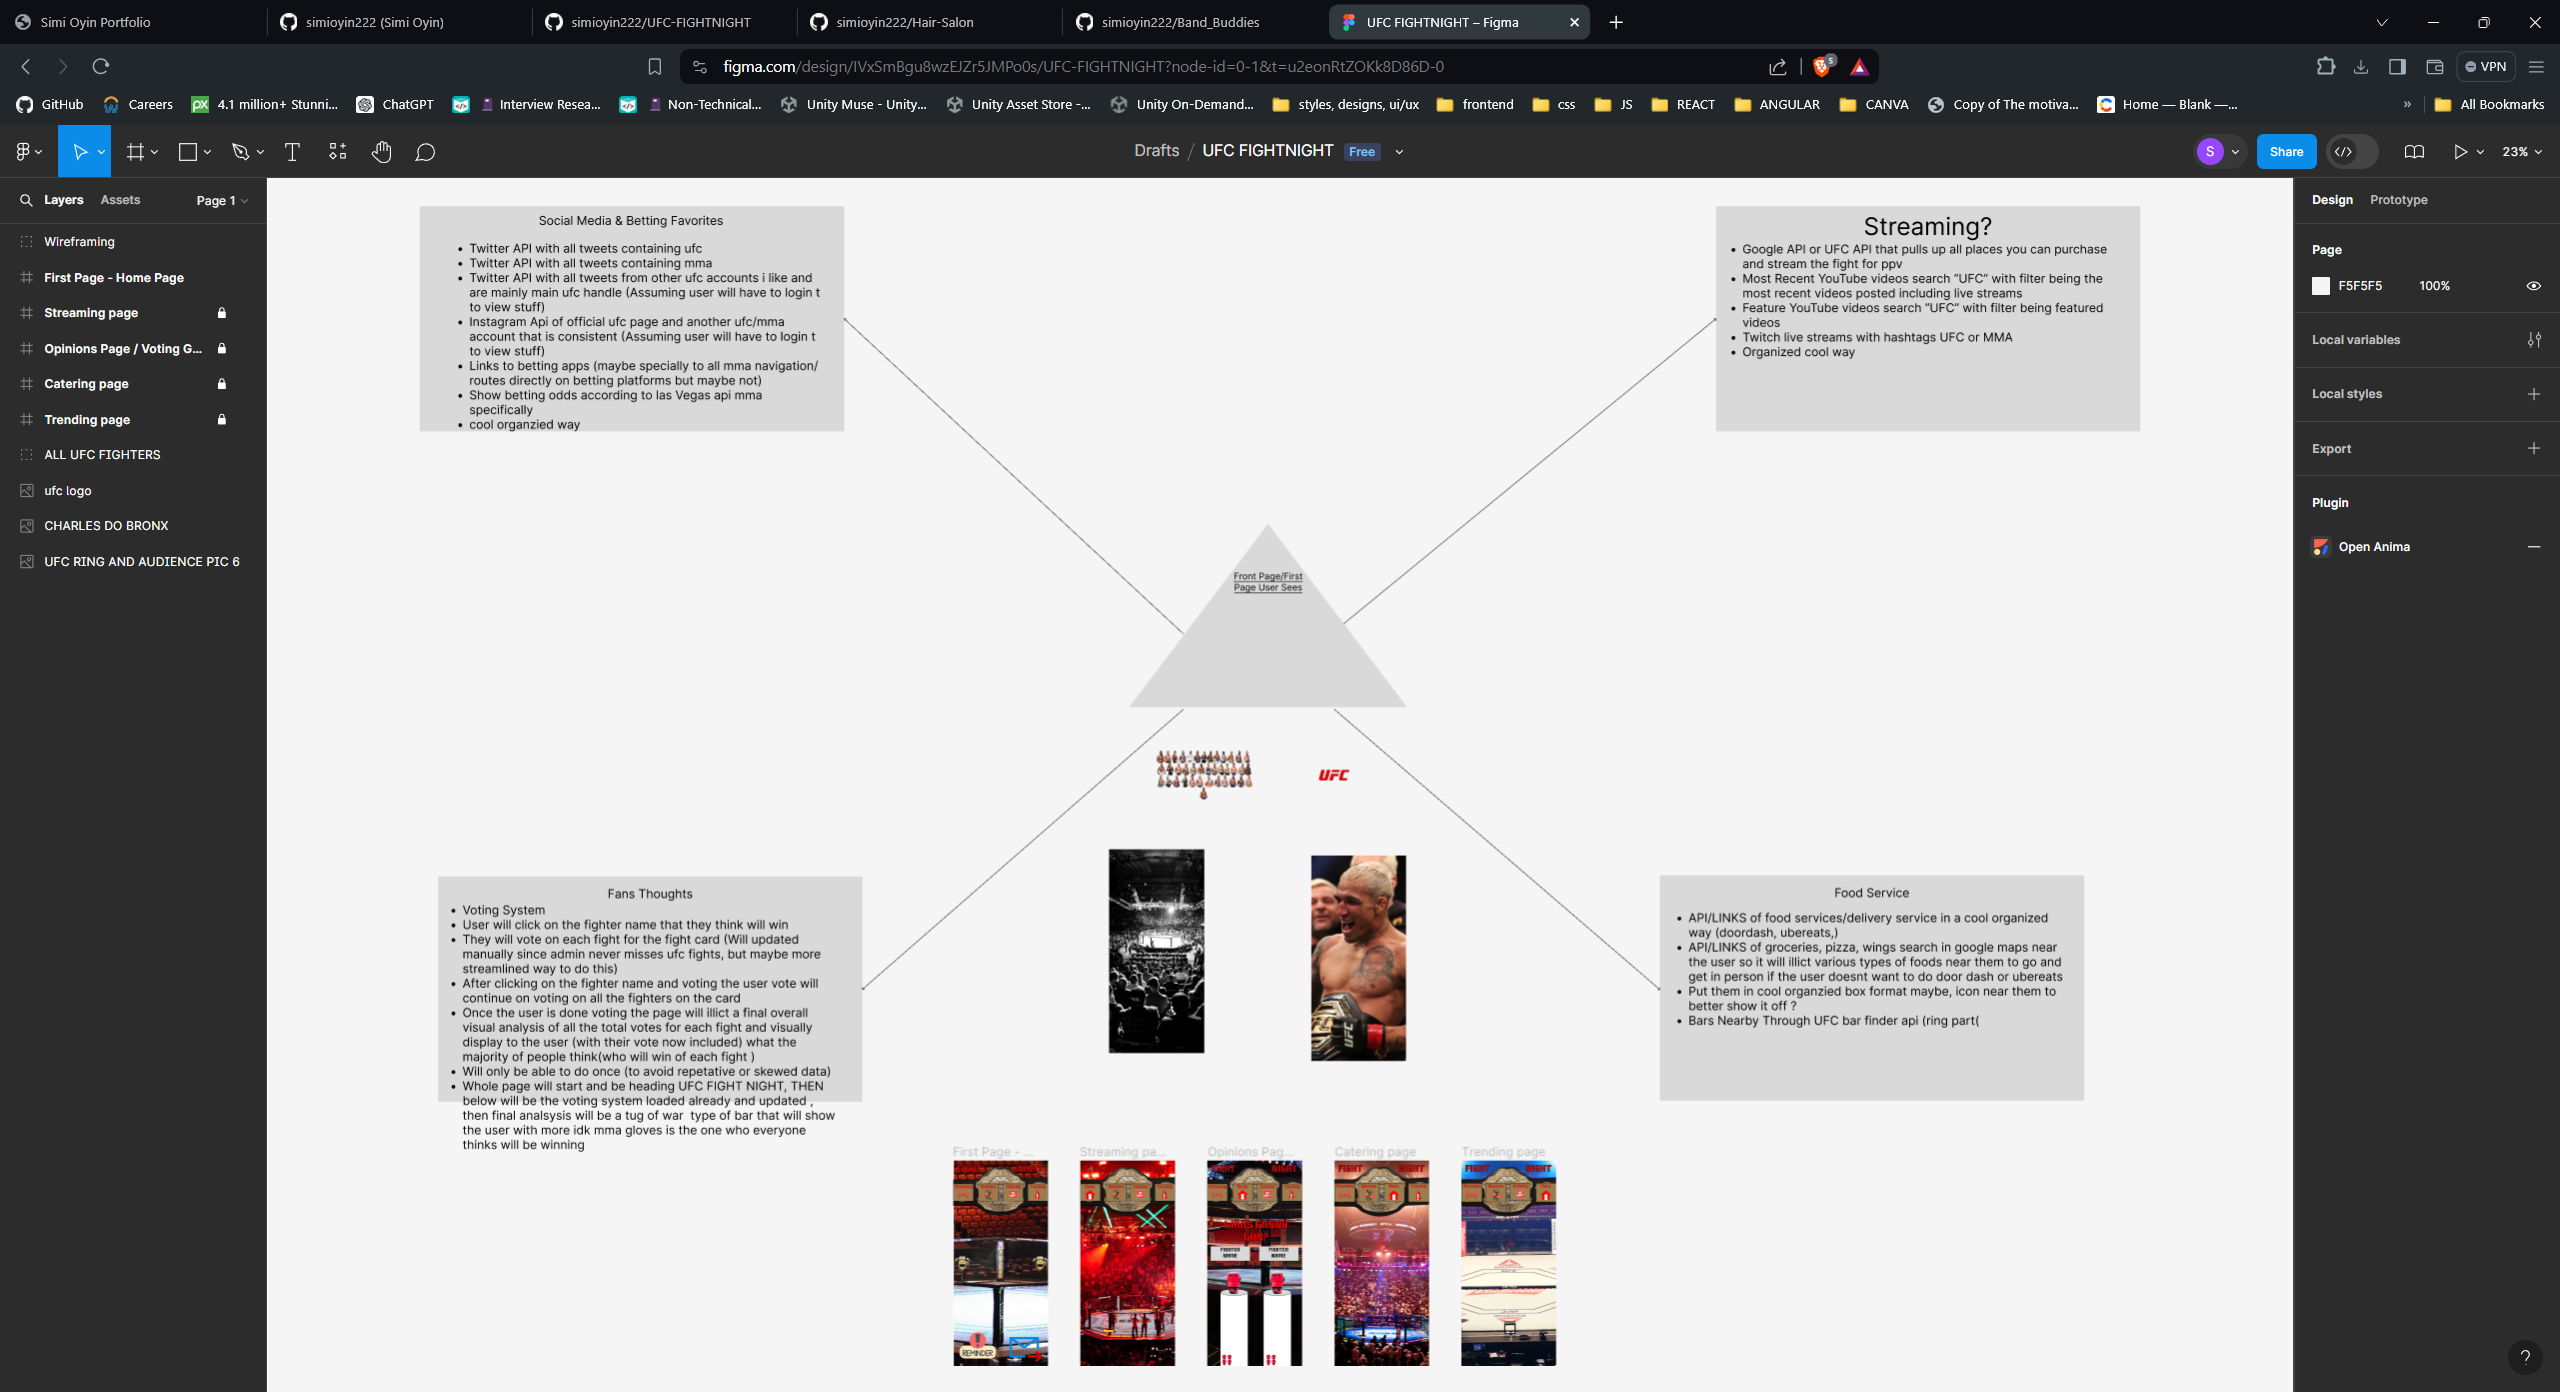 Simi Oyin Portfolio
simioyin222 (Simi Oyin)
simioyin222/UFC-FIGHTNIGHT
simioyin222/Hair-Salon
simioyin222/Band_Buddies
UFC FIGHTNIGHT – Figma
figma.com/design/IVxSmBgu8wzEJZr5JMPo0s/UFC-FIGHTNIGHT?node-id=0-1&t=u2eonRtZOKk8D86D-0
5
VPN
GitHub
Careers
px
4.1 million+ Stunni...
ChatGPT
Interview Resea...
Non-Technical...
Unity Muse - Unity...
Unity Asset Store -...
Unity On-Demand...
styles, designs, ui/ux
frontend
css
JS
REACT
ANGULAR
CANVA
Copy of The motiva...
Home — Blank —...
»
All Bookmarks
Drafts / UFC FIGHTNIGHT Free
S
Share
23%
Layers
Assets
Page 1
Wireframing
First Page - Home Page
Streaming page
Opinions Page / Voting G...
Catering page
Trending page
ALL UFC FIGHTERS
ufc logo
CHARLES DO BRONX
UFC RING AND AUDIENCE PIC 6
Social Media & Betting Favorites
• Twitter API with all tweets containing ufc
• Twitter API with all tweets containing mma
• Twitter API with all tweets from other ufc accounts i like and
are mainly main ufc handle (Assuming user will have to login t
to view stuff)
• Instagram Api of official ufc page and another ufc/mma
account that is consistent (Assuming user will have to login t
to view stuff)
• Links to betting apps (maybe specially to all mma navigation/
routes directly on betting platforms but maybe not)
• Show betting odds according to las Vegas api mma
specifically
• cool organzied way
Streaming?
• Google API or UFC API that pulls up all places you can purchase
and stream the fight for ppv
• Most Recent YouTube videos search “UFC” with filter being the
most recent videos posted including live streams
• Feature YouTube videos search “UFC” with filter being featured
videos
• Twitch live streams with hashtags UFC or MMA
• Organized cool way
Front Page/First
Page User Sees
UFC
UFC
Fans Thoughts
• Voting System
• User will click on the fighter name that they think will win
• They will vote on each fight for the fight card (Will updated
manually since admin never misses ufc fights, but maybe more
streamlined way to do this)
• After clicking on the fighter name and voting the user vote will
continue on voting on all the fighters on the card
• Once the user is done voting the page will illict a final overall
visual analysis of all the total votes for each fight and visually
display to the user (with their vote now included) what the
majority of people think(who will win of each fight )
• Will only be able to do once (to avoid repetative or skewed data)
• Whole page will start and be heading UFC FIGHT NIGHT, THEN
below will be the voting system loaded already and updated ,
then final analsysis will be a tug of war  type of bar that will show
the user with more idk mma gloves is the one who everyone
thinks will be winning
Food Service
• API/LINKS of food services/delivery service in a cool organized
way (doordash, ubereats,)
• API/LINKS of groceries, pizza, wings search in google maps near
the user so it will illict various types of foods near them to go and
get in person if the user doesnt want to do door dash or ubereats
• Put them in cool organzied box format maybe, icon near them to
better show it off ?
• Bars Nearby Through UFC bar finder api (ring part(
First Page - ...
Streaming pa...
Opinions Pag...
Catering page
Trending page
FIGHT NIGHT
FIGHT NIGHT
FIGHT NIGHT
FIGHTER NAME
FIGHTER NAME
REMINDER
Design
Prototype
Page
F5F5F5
100%
Local variables
Local styles
Export
Plugin
Open Anima
?